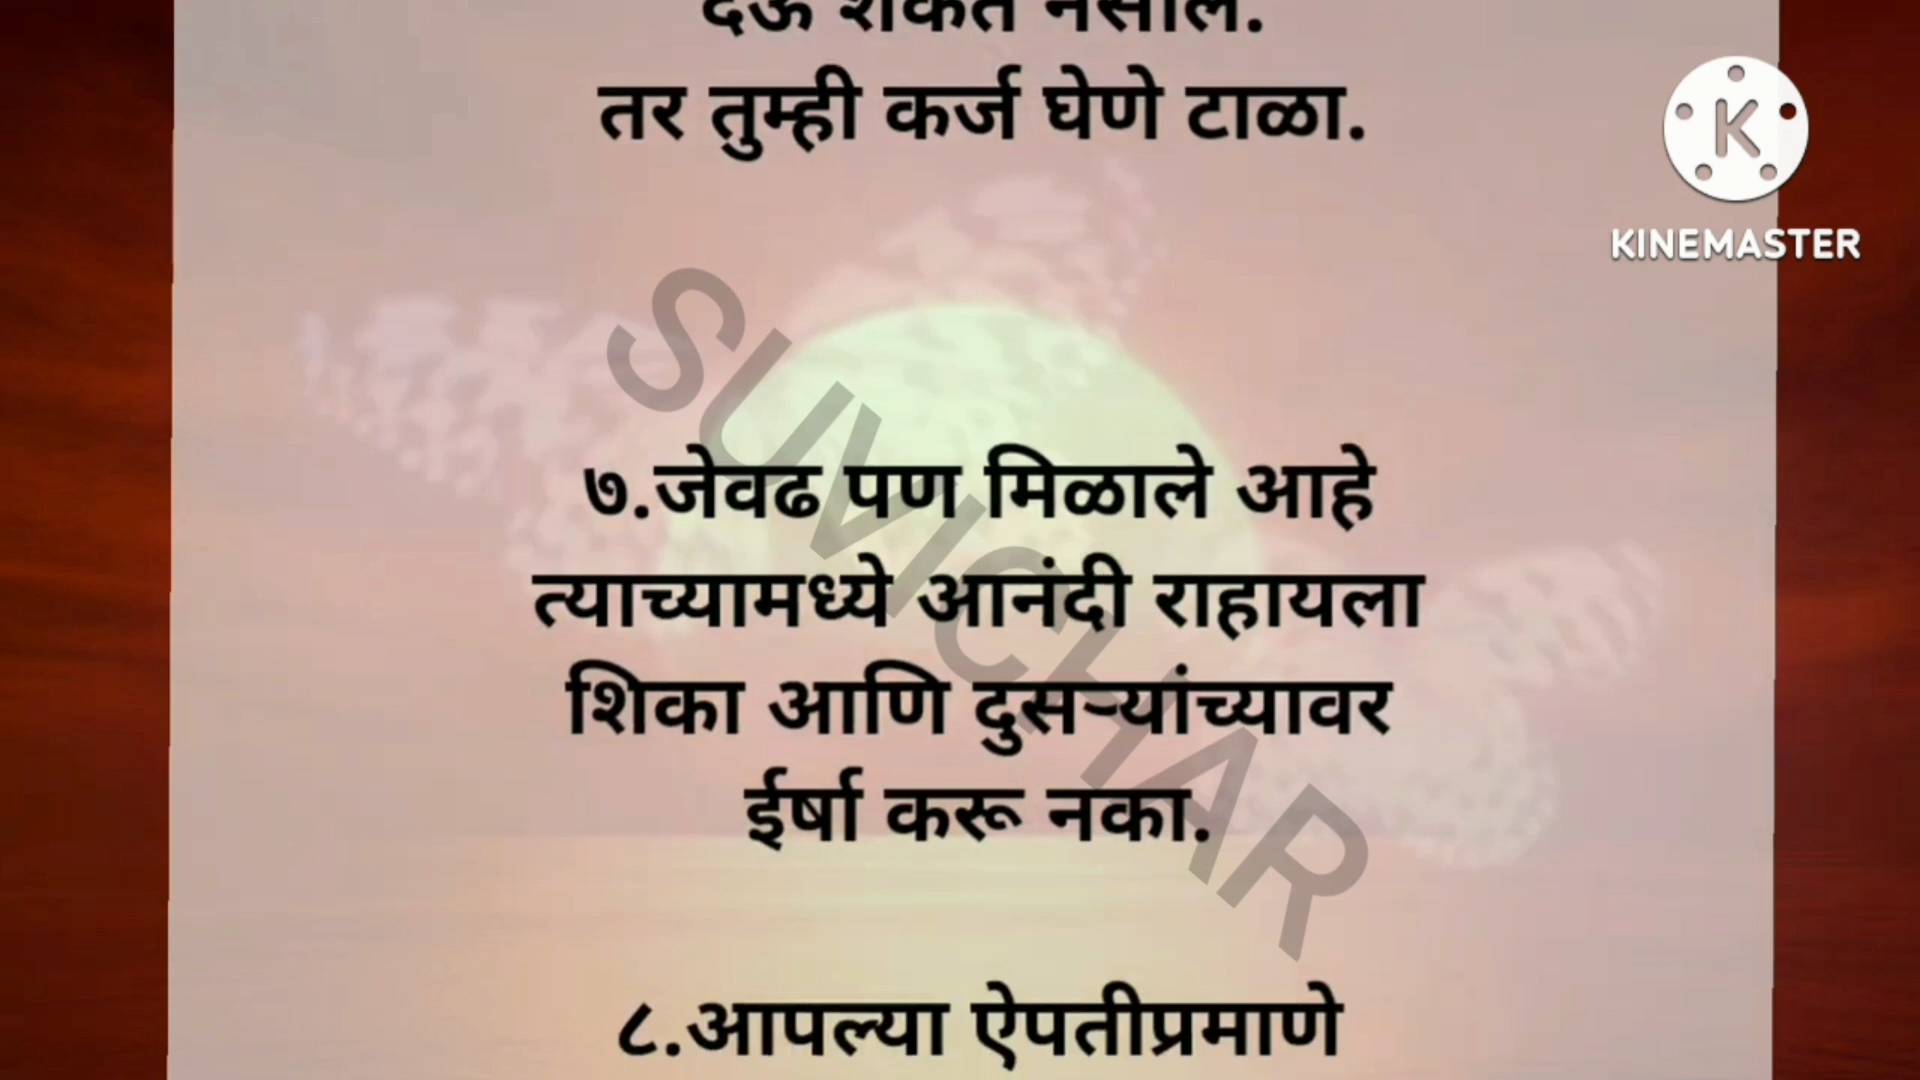 देऊ शकत नसाल.
तर तुम्ही कर्ज घेणे टाळा.
KINEMASTER
७.जेवढ पण मिळाले आहे
त्याच्यामध्ये आनंदी राहायला
शिका आणि दुसऱ्यांच्यावर
ईर्षा करू नका.
SUVICHAR
८.आपल्या ऐपतीप्रमाणे